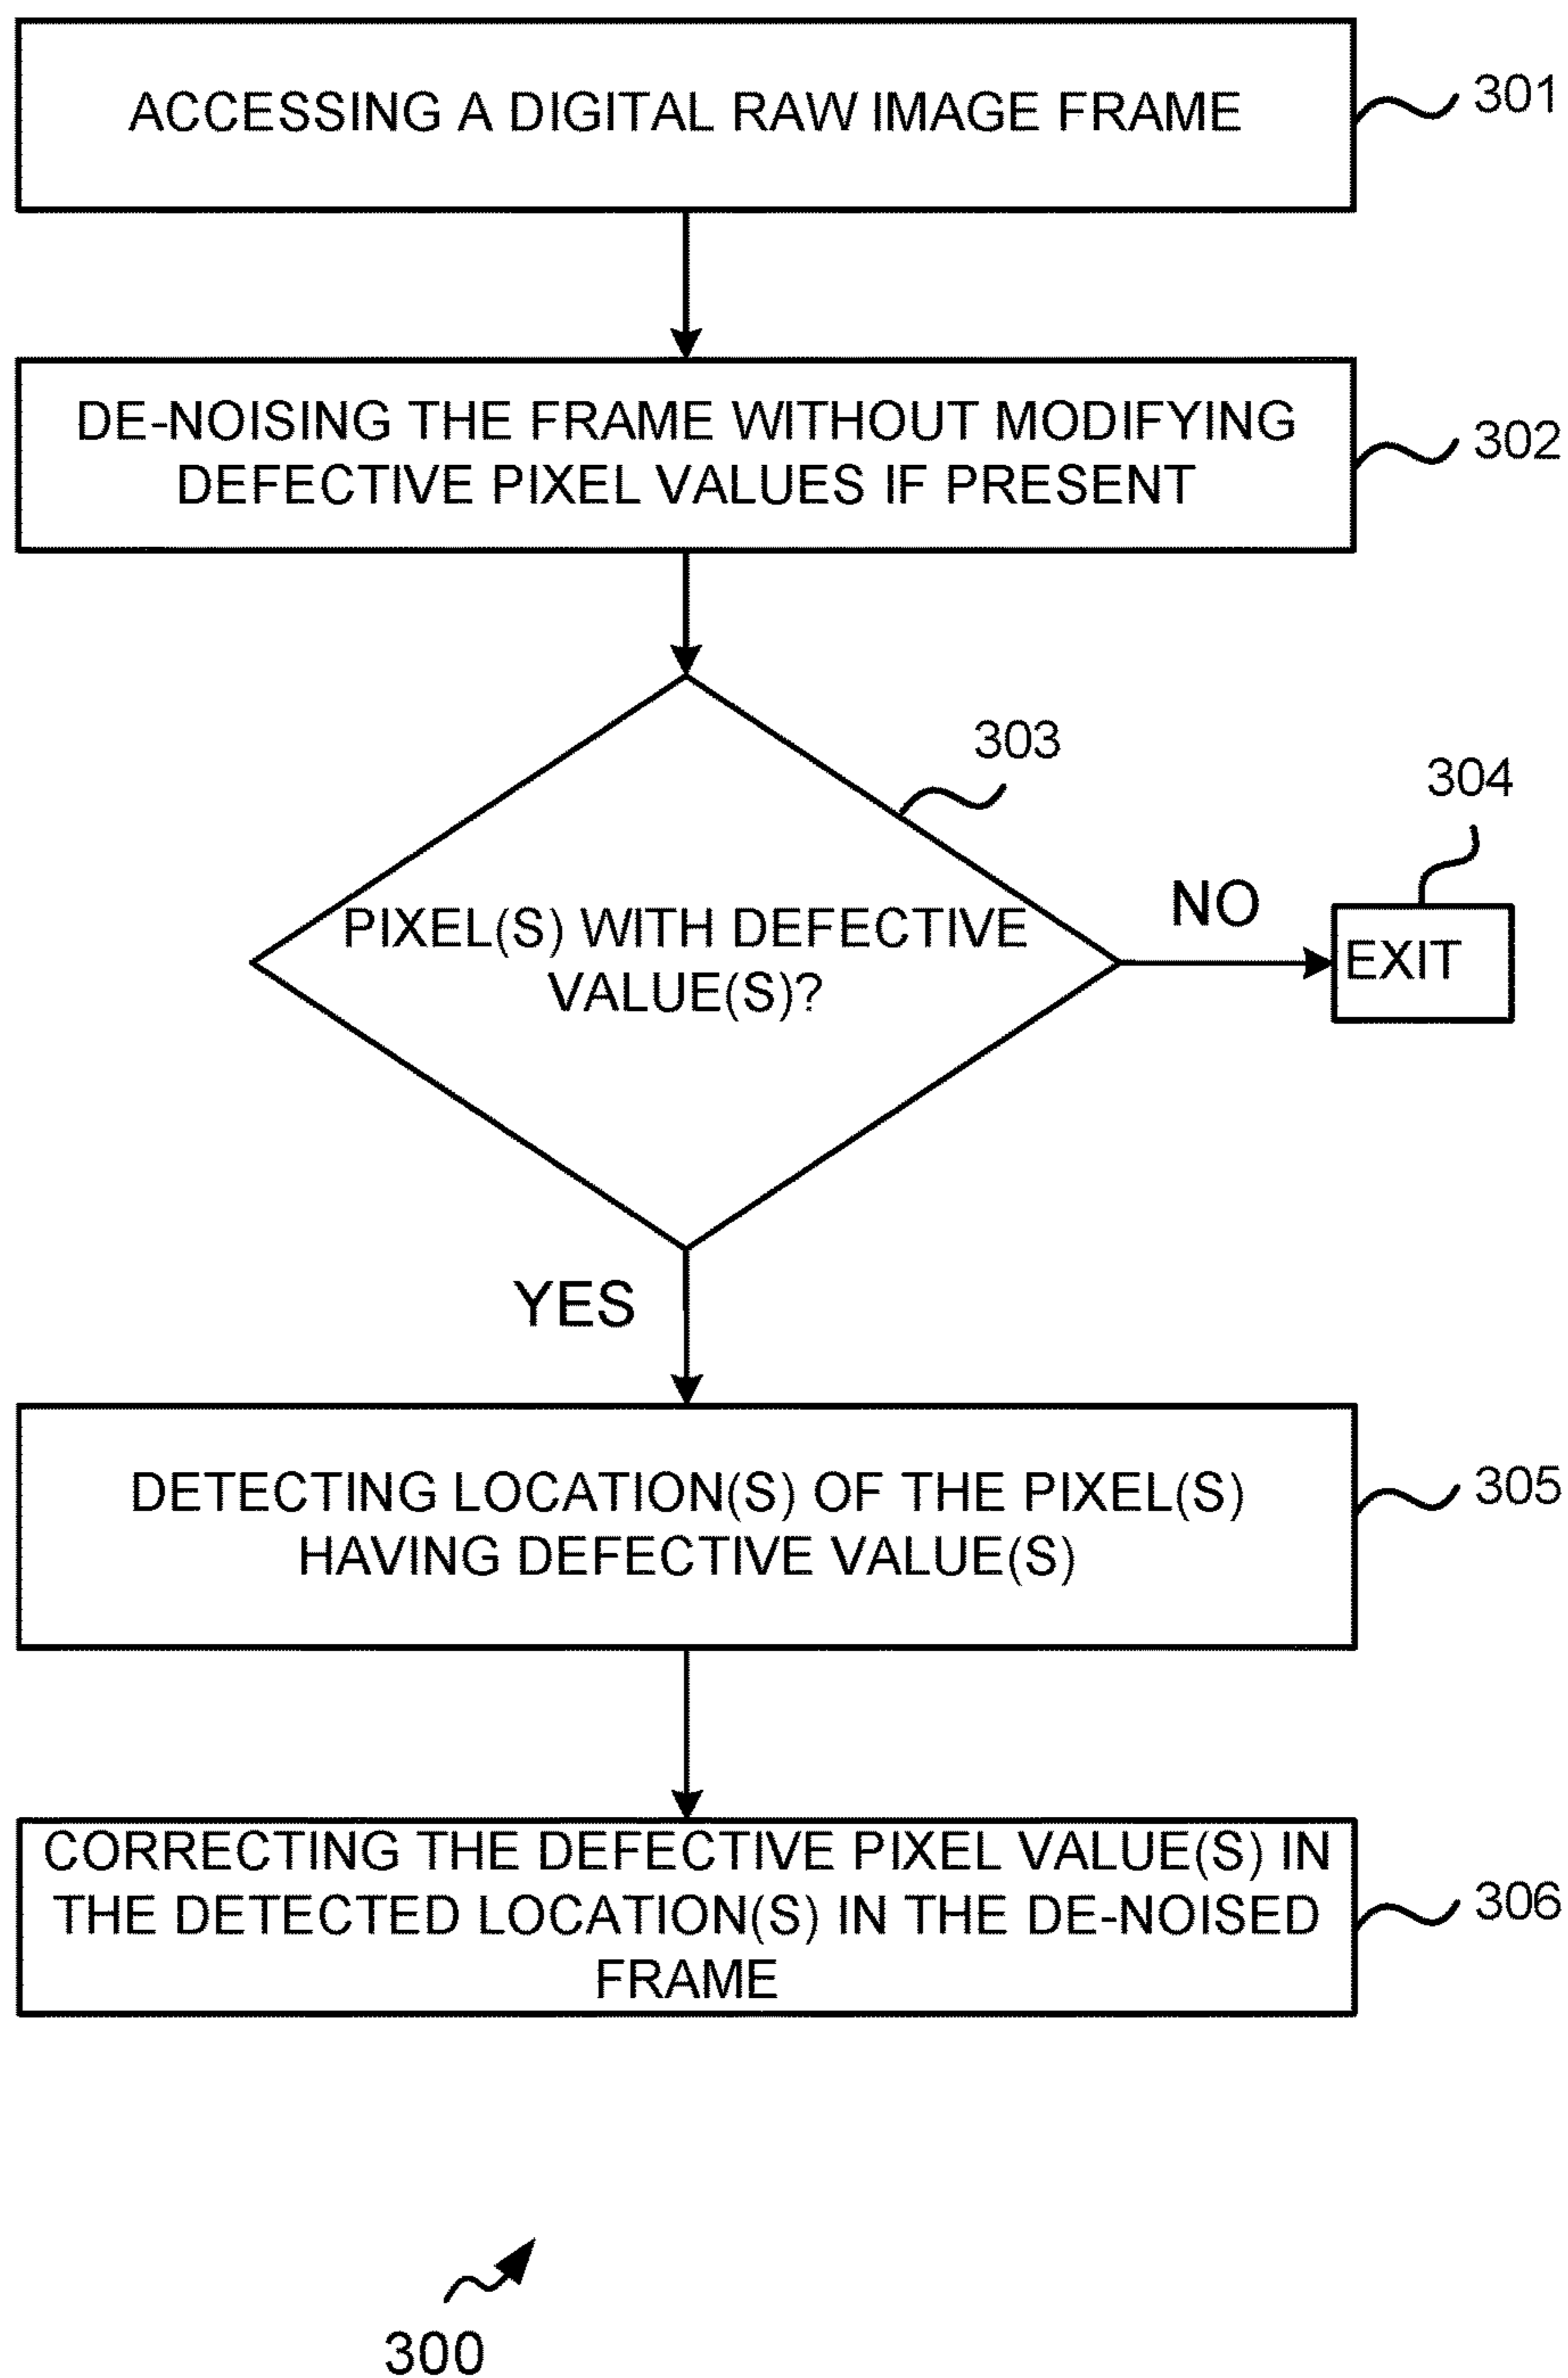 ACCESSING A DIGITAL RAW IMAGE FRAME
301
DE-NOISING THE FRAME WITHOUT MODIFYING
DEFECTIVE PIXEL VALUES IF PRESENT
302
303
304
PIXEL(S) WITH DEFECTIVE
VALUE(S)?
NO
EXIT
YES
DETECTING LOCATION(S) OF THE PIXEL(S)
HAVING DEFECTIVE VALUE(S)
305
CORRECTING THE DEFECTIVE PIXEL VALUE(S) IN
THE DETECTED LOCATION(S) IN THE DE-NOISED
FRAME
306
300